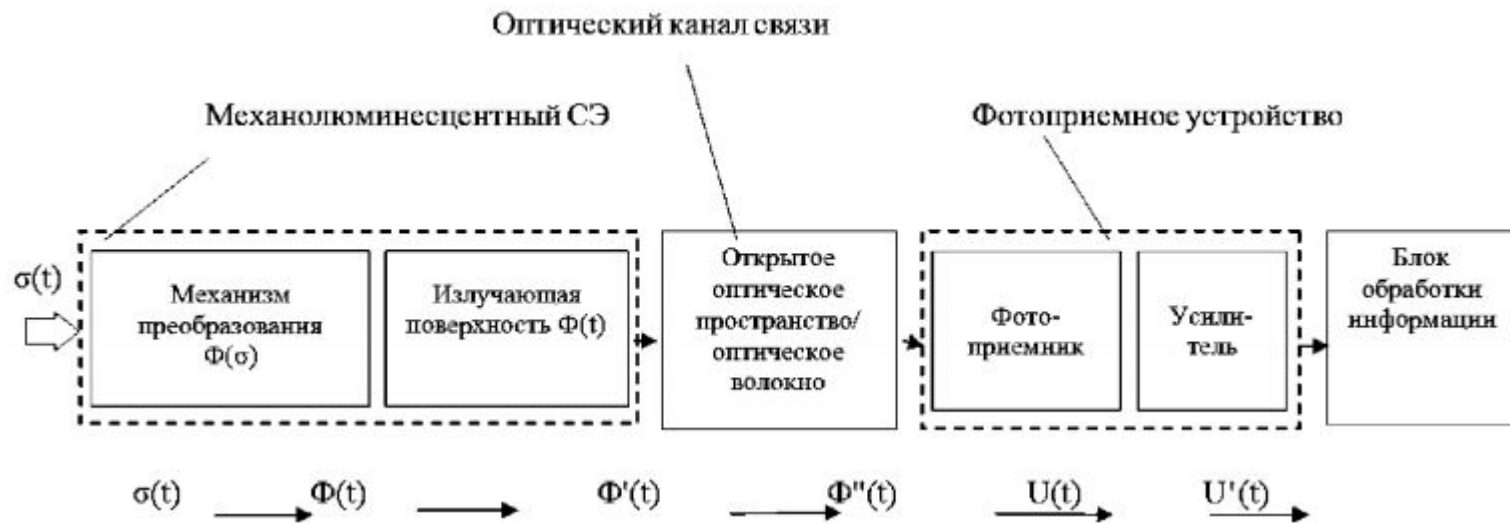 Оптический канал связи
Механолюминесцентный СЭ
Фотоприемное устройство
σ(t)
Механизм
преобразования
Φ(σ)
Излучающая
поверхность Φ(t)
Открытое
оптическое
пространство/
оптическое
волокно
Фото-
приемник
Усили-
тель
Блок
обработки
информации
σ(t) Φ(t) Φ'(t) Φ"(t) U(t) U'(t)